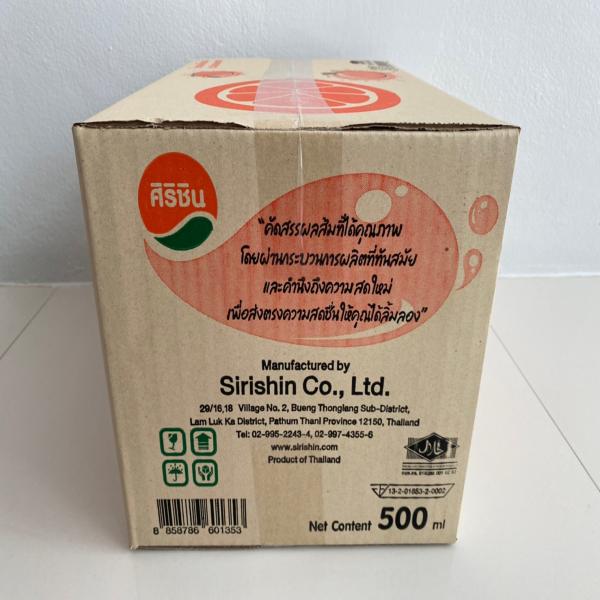 ศิริชิน
"คัดสรรผลส้มที่ได้คุณภาพ
โดยผ่านกระบวนการผลิตที่ทันสมัย
และคำนึงถึงความสดใหม่
เพื่อส่งตรงความสดชื่นให้คุณได้ลิ้มลอง"
Manufactured by
Sirishin Co., Ltd.
29/16,18 Village No. 2, Bueng Thonglang Sub-District,
Lam Luk Ka District, Pathum Thani Province 12150, Thailand
Tel: 02-995-2243-4, 02-997-4355-6
www.sirishin.com
Product of Thailand
13-2-01653-2-0002
8 858786 601353
Net Content 500 ml